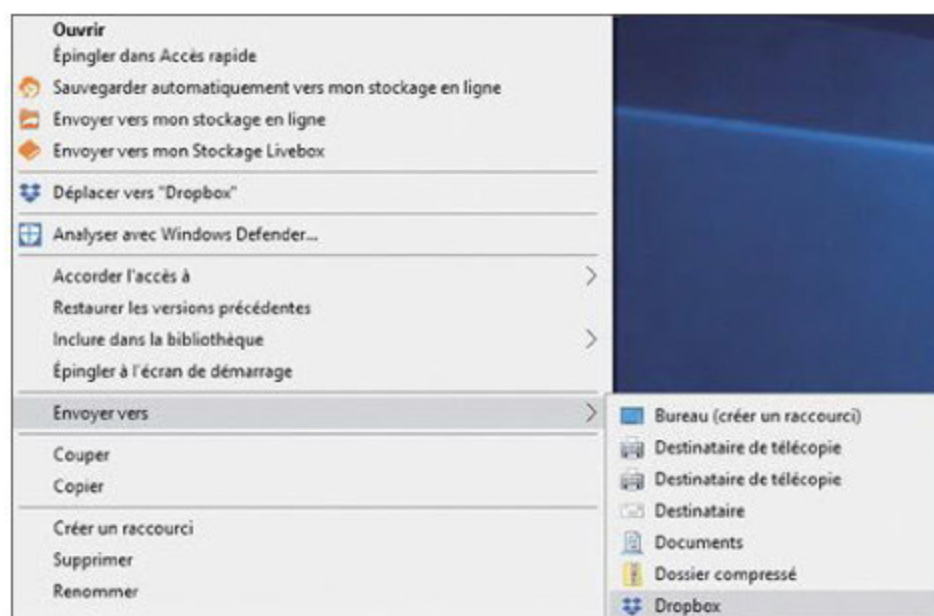 Ouvrir
Épingler dans Accès rapide
Sauvegarder automatiquement vers mon stockage en ligne
Envoyer vers mon stockage en ligne
Envoyer vers mon Stockage Livebox
Déplacer vers "Dropbox"
Analyser avec Windows Defender...
Accorder l'accès à
Restaurer les versions précédentes
Inclure dans la bibliothèque
Épingler à l'écran de démarrage
Envoyer vers
Couper
Copier
Créer un raccourci
Supprimer
Renommer
Bureau (créer un raccourci)
Destinataire de télécopie
Destinataire de télécopie
Destinataire
Documents
Dossier compressé
Dropbox